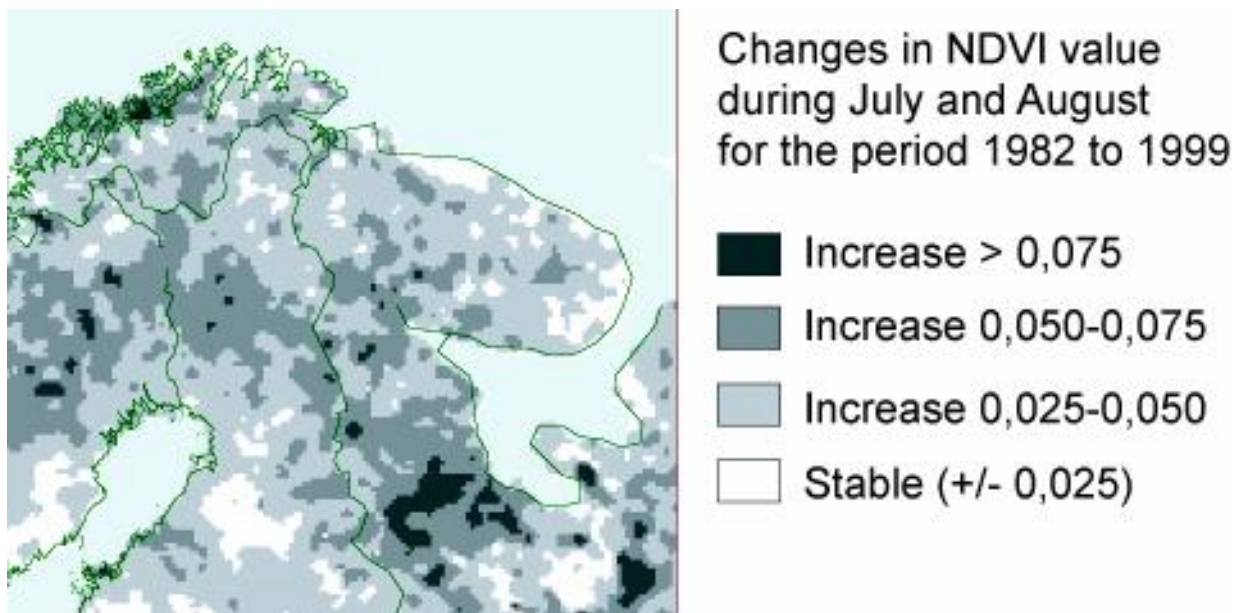 Changes in NDVI value
during July and August
for the period 1982 to 1999
Increase > 0,075
Increase 0,050-0,075
Increase 0,025-0,050
Stable (+/- 0,025)